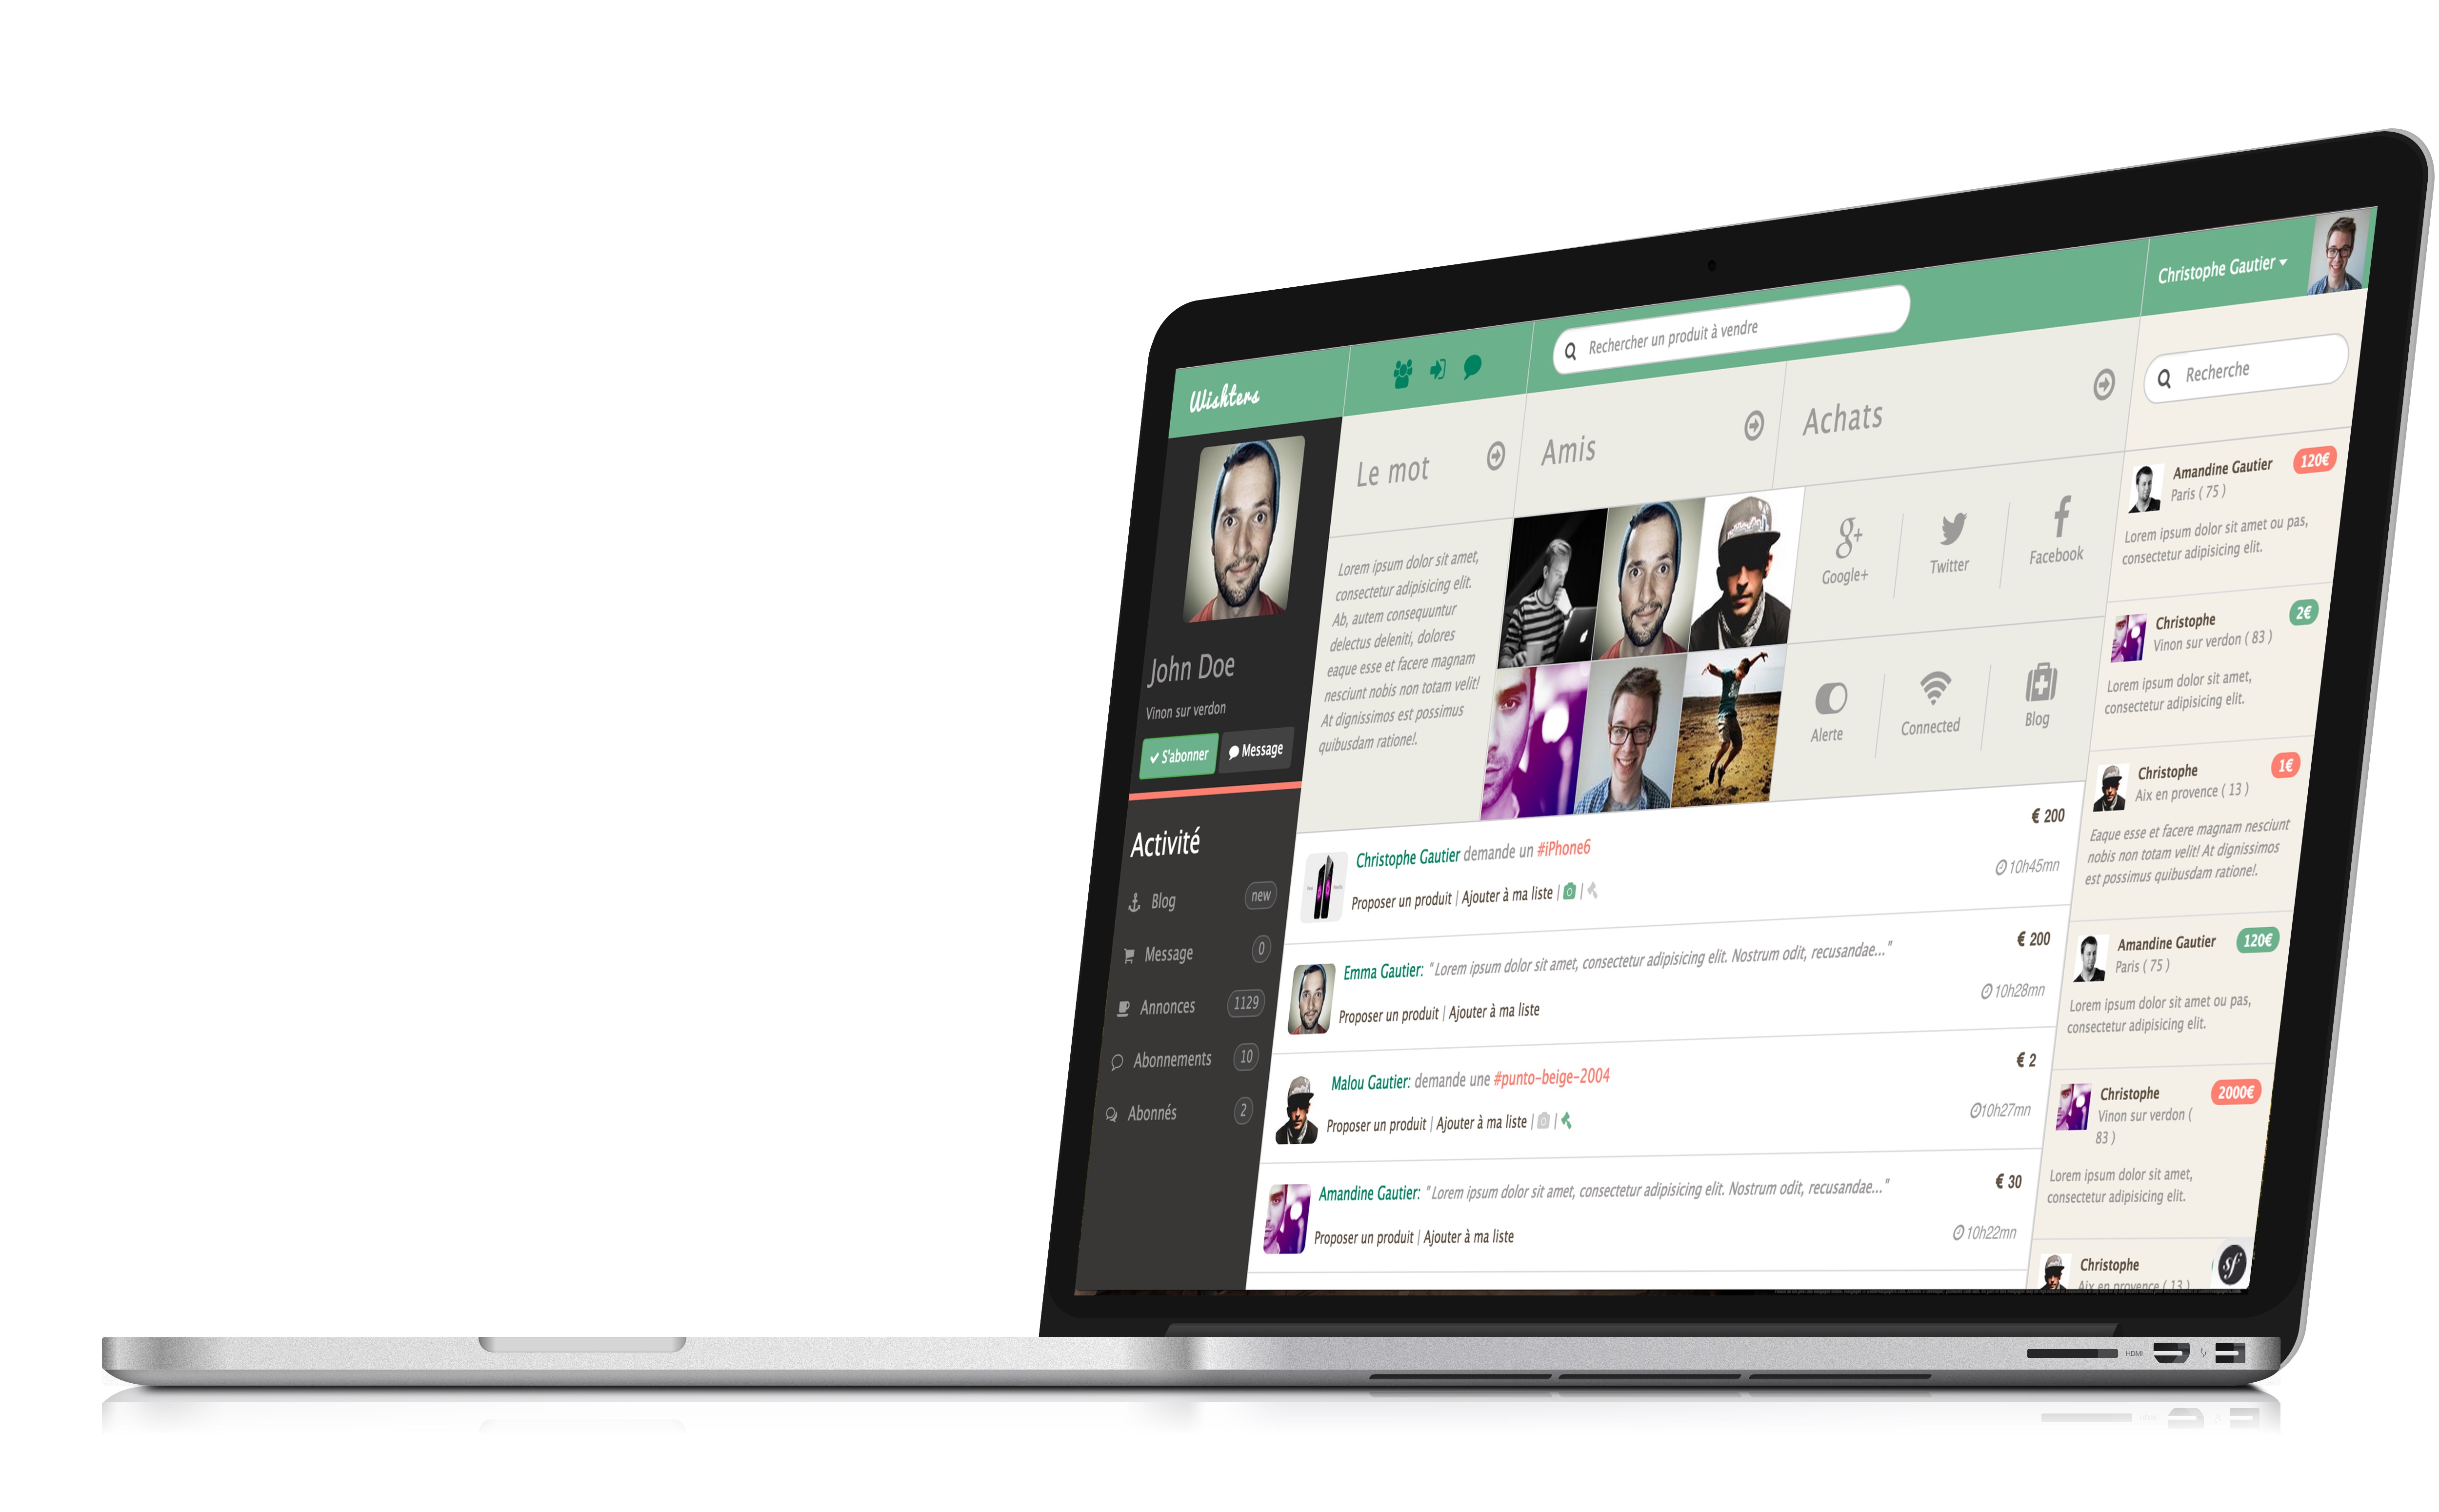 Wishters
Rechercher un produit à vendre
Christophe Gautier
John Doe
Vinon sur verdon
S'abonner
Message
Activité
Blog
new
Message
0
Annonces
1129
Abonnements
10
Abonnés
2
Le mot
Lorem ipsum dolor sit amet,
consectetur adipisicing elit.
Ab, autem consequuntur
delectus deleniti, dolores
eaque esse et facere magnam
nesciunt nobis non totam velit!
At dignissimos est possimus
quibusdam ratione!.
Amis
Achats
g+
Google+
Twitter
f
Facebook
Alerte
Connected
Blog
Christophe Gautier demande un #iPhone6
€ 200
Proposer un produit | Ajouter à ma liste | |
10h45mn
Emma Gautier: "Lorem ipsum dolor sit amet, consectetur adipisicing elit. Nostrum odit, recusandae..."
€ 200
Proposer un produit | Ajouter à ma liste
10h28mn
Malou Gautier: demande une #punto-beige-2004
€ 2
Proposer un produit | Ajouter à ma liste | |
10h27mn
Amandine Gautier: "Lorem ipsum dolor sit amet, consectetur adipisicing elit. Nostrum odit, recusandae..."
€ 30
Proposer un produit | Ajouter à ma liste
10h22mn
Recherche
Amandine Gautier
120€
Paris ( 75 )
Lorem ipsum dolor sit amet ou pas,
consectetur adipisicing elit.
Christophe
2€
Vinon sur verdon ( 83 )
Lorem ipsum dolor sit amet,
consectetur adipisicing elit.
Christophe
1€
Aix en provence ( 13 )
Eaque esse et facere magnam nesciunt
nobis non totam velit! At dignissimos
est possimus quibusdam ratione!.
Amandine Gautier
120€
Paris ( 75 )
Lorem ipsum dolor sit amet ou pas,
consectetur adipisicing elit.
Christophe
2000€
Vinon sur verdon (
83 )
Lorem ipsum dolor sit amet,
consectetur adipisicing elit.
Christophe
Aix en provence ( 13 )
sf
HDMI